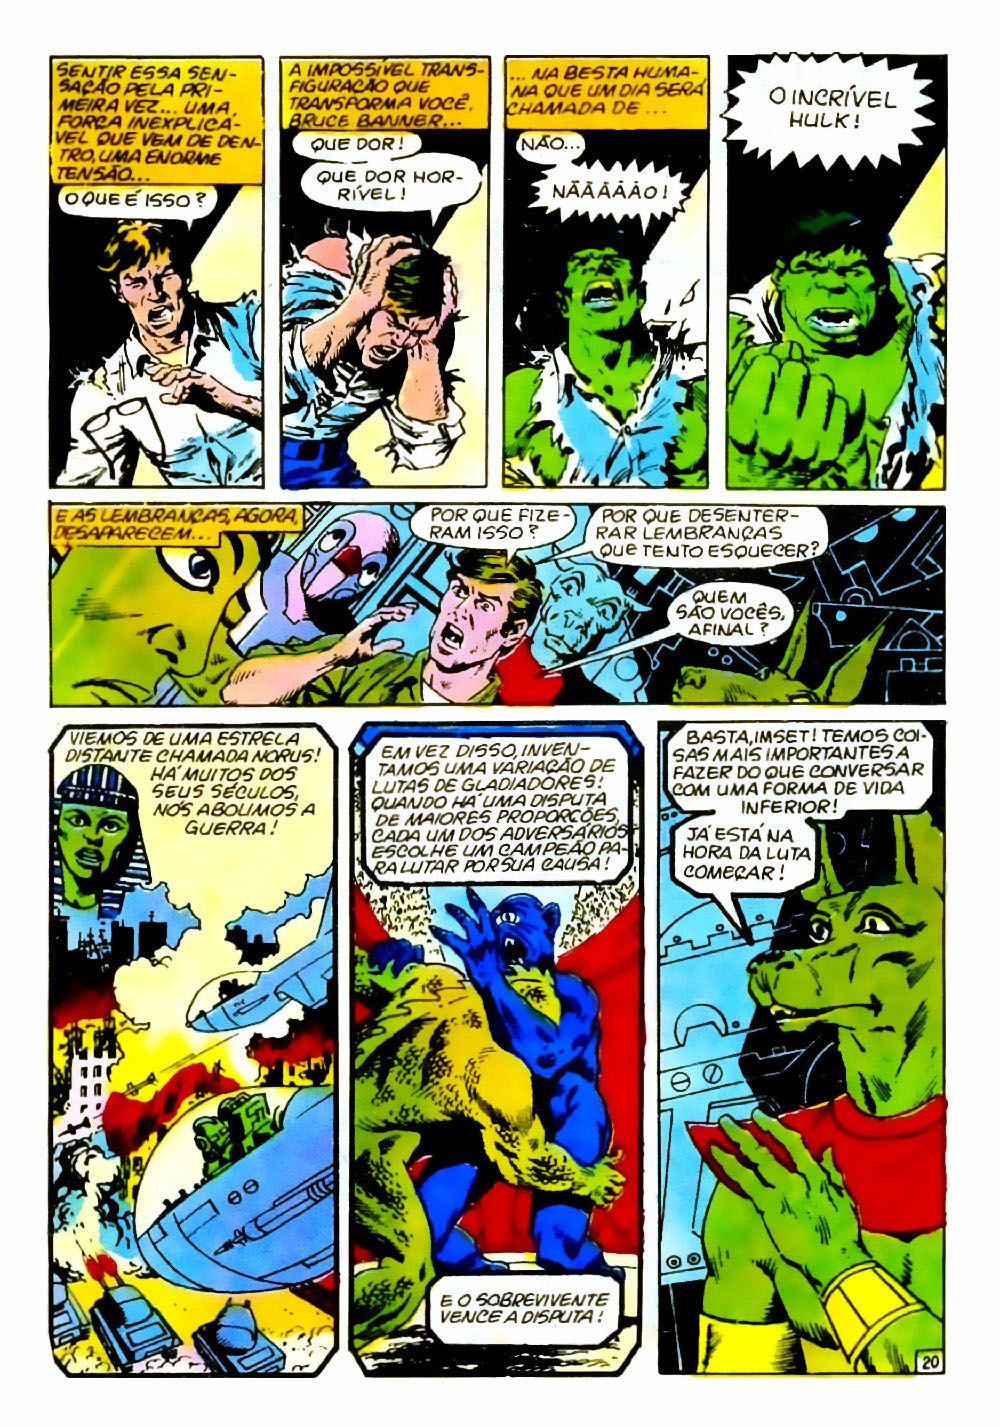 SENTIR ESSA SEN-
SAÇÃO PELA PRI-
MEIRA VEZ... UMA
FORÇA INEXPLICÁ-
VEL QUE VEM DE DEN-
TRO, UMA ENORME
TENSÃO...
O QUE É ISSO?
A IMPOSSÍVEL TRANS-
FIGURAÇÃO QUE
TRANSFORMA VOCÊ,
BRUCE BANNER...
QUE DOR!
QUE DOR HOR-
RÍVEL!
... NA BESTA HUMA-
NA QUE UM DIA SERÁ
CHAMADA DE ...
NÃO...
NÃÃÃÃÃO!
O INCRÍVEL
HULK!
E AS LEMBRANÇAS, AGORA,
DESAPARECEM...
POR QUE FIZE-
RAM ISSO?
POR QUE DESENTER-
RAR LEMBRANÇAS
QUE TENTO ESQUECER?
QUEM
SÃO VOCÊS,
AFINAL?
VIEMOS DE UMA ESTRELA
DISTANTE CHAMADA NORUS!
HÁ MUITOS DOS
SEUS SÉCULOS,
NÓS ABOLIMOS A
GUERRA!
EM VEZ DISSO, INVEN-
TAMOS UMA VARIAÇÃO DE
LUTAS DE GLADIADORES!
QUANDO HÁ UMA DISPUTA
DE MAIORES PROPORÇÕES,
CADA UM DOS ADVERSÁRIOS
ESCOLHE UM CAMPEÃO PA-
RA LUTAR POR SUA CAUSA!
E O SOBREVIVENTE
VENCE A DISPUTA!
BASTA, IMSET! TEMOS COI-
SAS MAIS IMPORTANTES A
FAZER DO QUE CONVERSAR
COM UMA FORMA DE VIDA
INFERIOR!
JÁ ESTÁ NA
HORA DA LUTA
COMEÇAR!
20